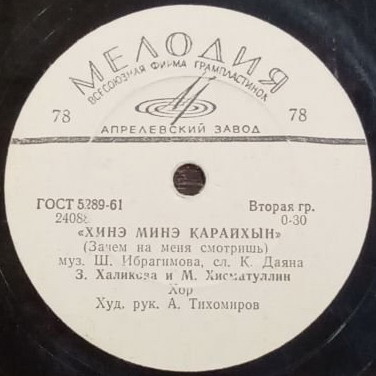 МЕЛОДИЯ
ВСЕСОЮЗНАЯ ФИРМА ГРАМПЛАСТИНОК
78 78
АПРЕЛЕВСКИЙ ЗАВОД
ГОСТ 5289-61 Вторая гр.
24088 0-30
«ХИНЭ МИНЭ КАРАЙХЫН»
(Зачем на меня смотришь)
муз. Ш. Ибрагимова, сл. К. Даяна
З. Халикова и М. Хисматуллин
Хор
Худ. рук. А. Тихомиров